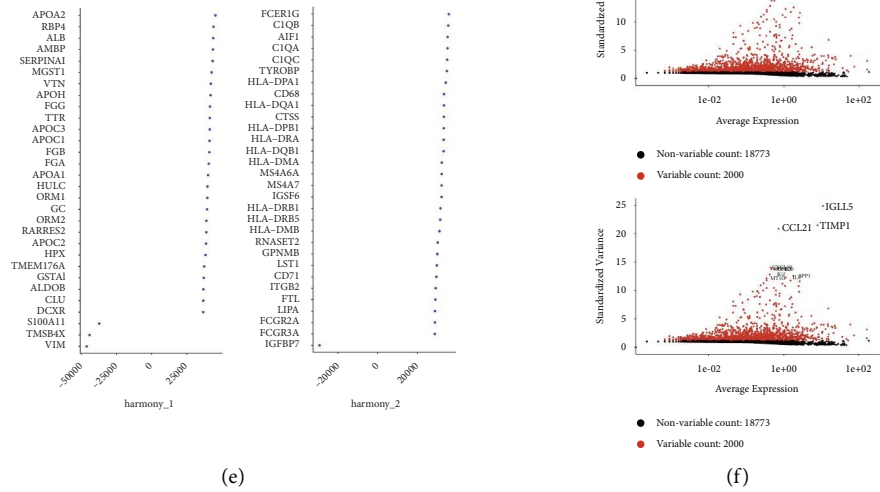 APOA2
RBP4
ALB
AMBP
SERPINAI
MGST1
VTN
APOH
FGG
TTR
APOC3
APOC1
FGB
FGA
APOA1
HULC
ORM1
GC
ORM2
RARRES2
APOC2
HPX
TMEM176A
GSTAl
ALDOB
CLU
DCXR
S100A11
TMSB4X
VIM
-50000
-25000
0
25000
harmony_1
FCER1G
C1QB
AIF1
C1QA
C1QC
TYROBP
HLA-DPA1
CD68
HLA-DQA1
CTSS
HLA-DPB1
HLA-DRA
HLA-DQB1
HLA-DMA
MS4A6A
MS4A7
IGSF6
HLA-DRB1
HLA-DRB5
HLA-DMB
RNASET2
GPNMB
LST1
CD71
ITGB2
FTL
LIPA
FCGR2A
FCGR3A
IGFBP7
-20000
0
20000
harmony_2
(e)
Standardized
10
5
0
1e-02
1e+00
1e+02
Average Expression
Non-variable count: 18773
Variable count: 2000
Standardized Variance
25
20
15
10
5
0
IGLL5
CCL21
TIMP1
SPP1
1e-02
1e+00
1e+02
Average Expression
Non-variable count: 18773
Variable count: 2000
(f)